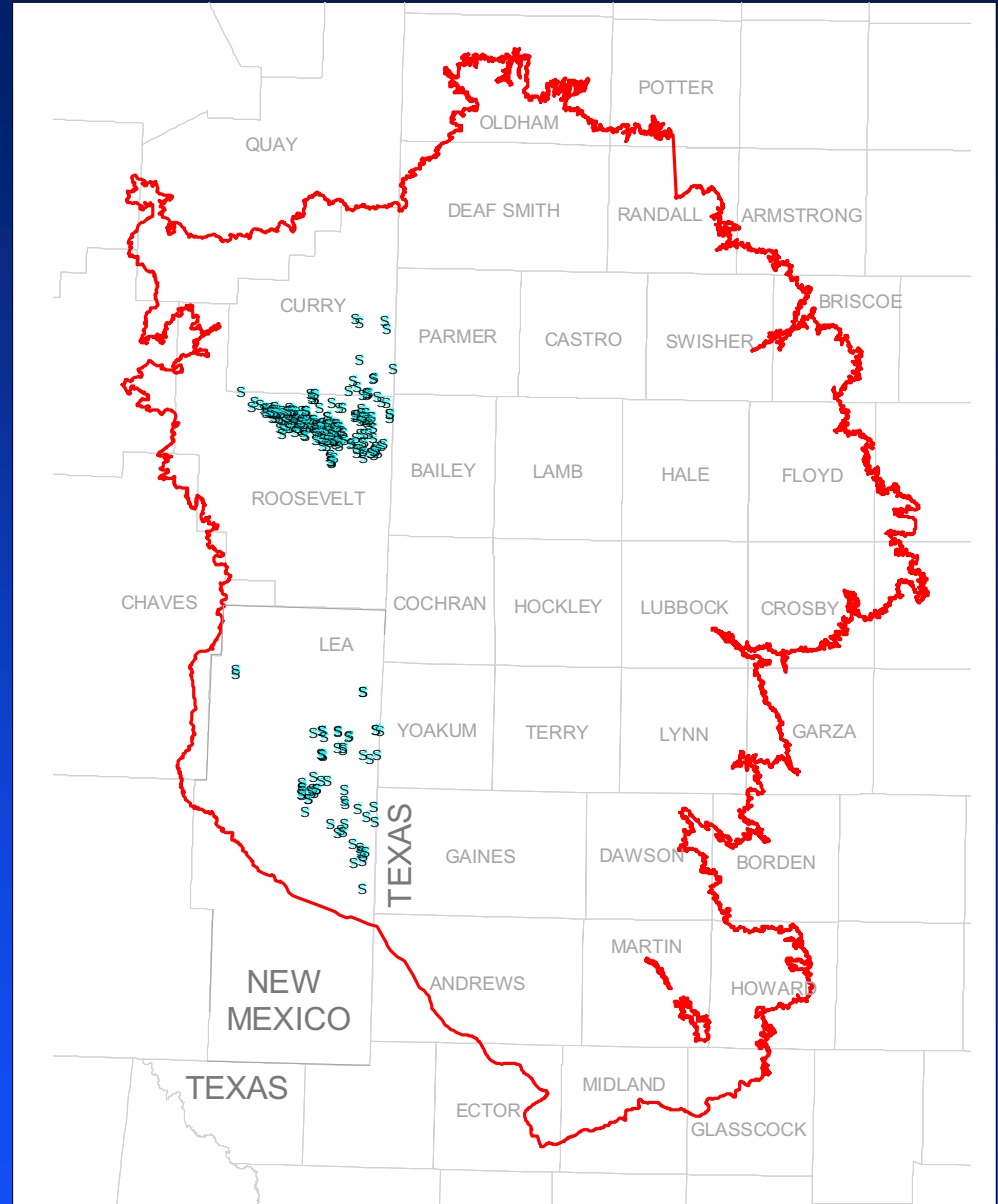 POTTER
OLDHAM
QUAY
DEAF SMITH
RANDALL
ARMSTRONG
CURRY
BRISCOE
PARMER
CASTRO
SWISHER
BAILEY
LAMB
HALE
FLOYD
ROOSEVELT
CHAVES
COCHRAN
HOCKLEY
LUBBOCK
CROSBY
LEA
YOAKUM
TERRY
LYNN
GARZA
TEXAS
GAINES
DAWSON
BORDEN
MARTIN
NEW
MEXICO
ANDREWS
HOWARD
TEXAS
MIDLAND
ECTOR
GLASSCOCK